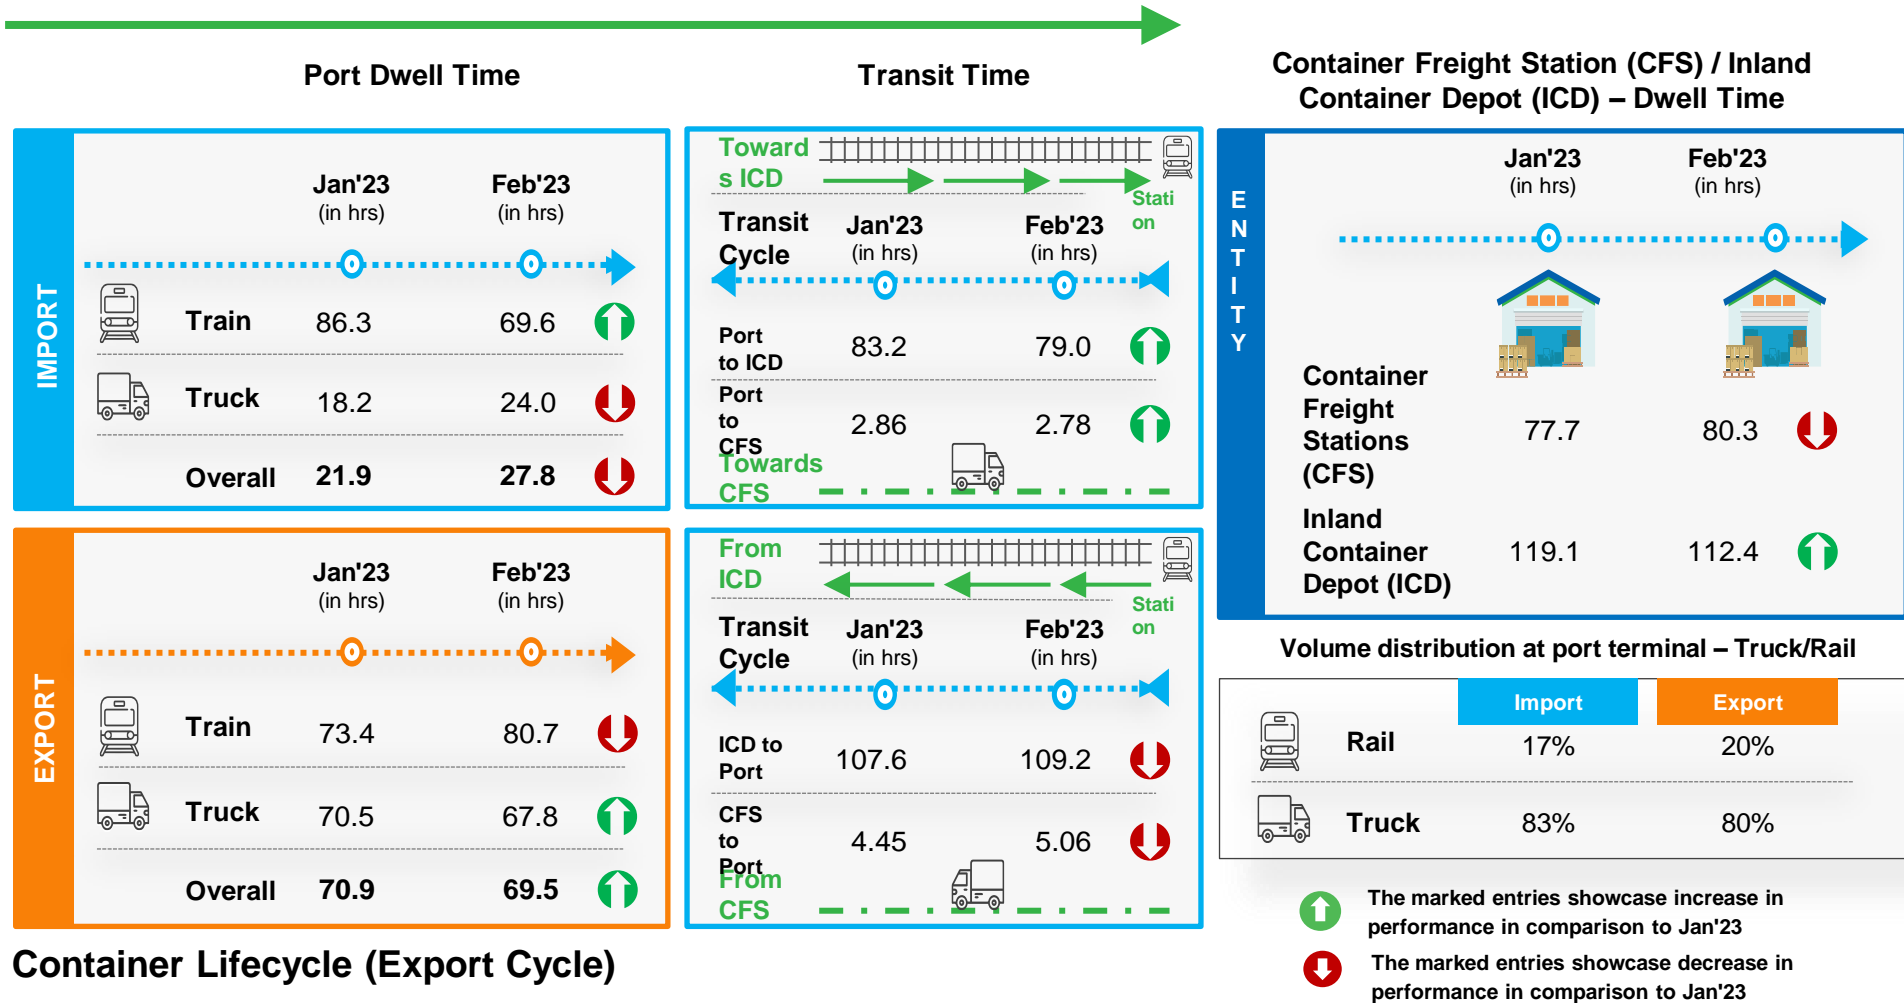 Port Dwell Time
Transit Time
Container Freight Station (CFS) / Inland
Container Depot (ICD) – Dwell Time
IMPORT
Jan'23
(in hrs)
Feb'23
(in hrs)
Train
86.3
69.6
Truck
18.2
24.0
Overall
21.9
27.8
Toward
s ICD
Stati
on
Transit
Cycle
Jan'23
(in hrs)
Feb'23
(in hrs)
Port
to ICD
83.2
79.0
Port
to
CFS
2.86
2.78
Towards
CFS
ENTITY
Jan'23
(in hrs)
Feb'23
(in hrs)
Container
Freight
Stations
(CFS)
77.7
80.3
Inland
Container
Depot (ICD)
119.1
112.4
EXPORT
Jan'23
(in hrs)
Feb'23
(in hrs)
Train
73.4
80.7
Truck
70.5
67.8
Overall
70.9
69.5
From
ICD
Stati
on
Transit
Cycle
Jan'23
(in hrs)
Feb'23
(in hrs)
ICD to
Port
107.6
109.2
CFS
to
Port
4.45
5.06
From
CFS
Volume distribution at port terminal – Truck/Rail
Import
Export
Rail
17%
20%
Truck
83%
80%
The marked entries showcase increase in
performance in comparison to Jan'23
The marked entries showcase decrease in
performance in comparison to Jan'23
Container Lifecycle (Export Cycle)